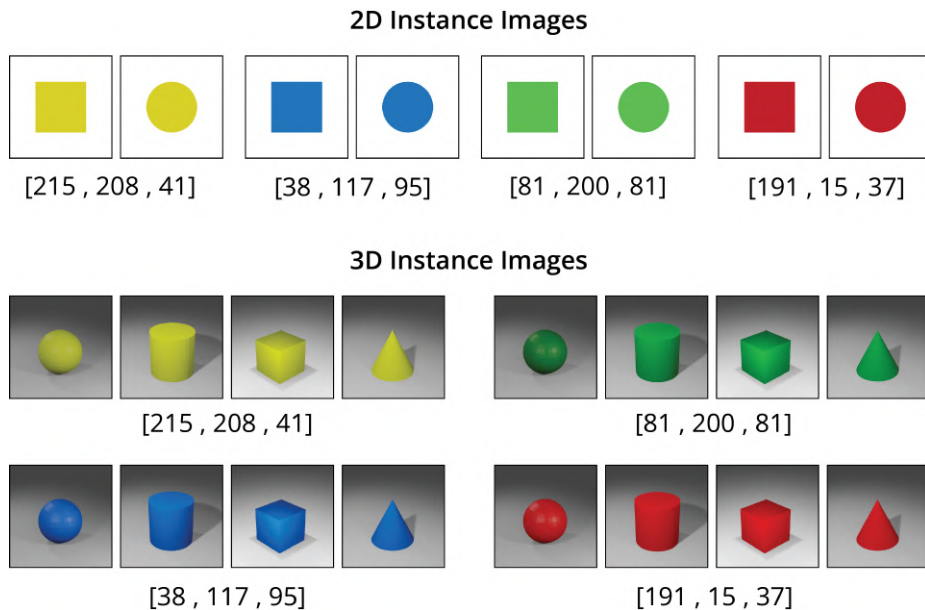 2D Instance Images
[215 , 208 , 41]
[38 , 117 , 95]
[81 , 200 , 81]
[191 , 15 , 37]
3D Instance Images
[215 , 208 , 41]
[81 , 200 , 81]
[38 , 117 , 95]
[191 , 15 , 37]